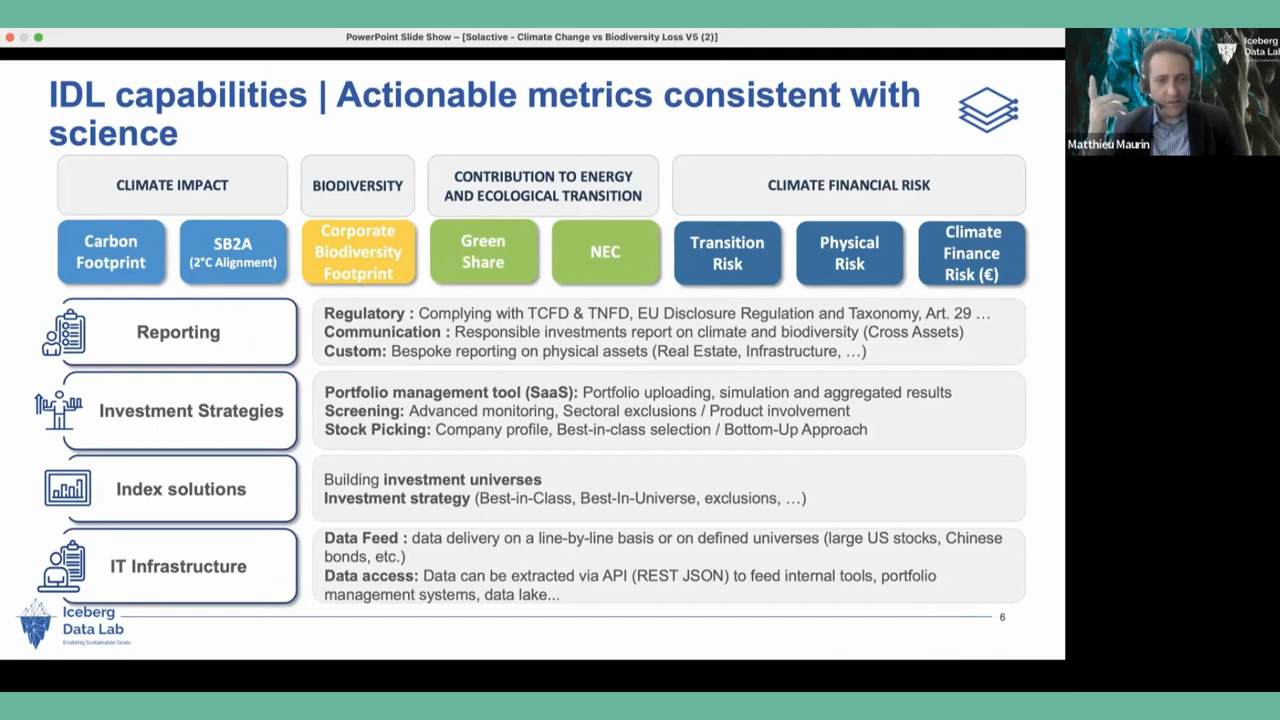 PowerPoint Slide Show – [Solactive - Climate Change vs Biodiversity Loss V5 (2)]
IDL capabilities | Actionable metrics consistent with
science
CLIMATE IMPACT
BIODIVERSITY
CONTRIBUTION TO ENERGY
AND ECOLOGICAL TRANSITION
CLIMATE FINANCIAL RISK
Carbon
Footprint
SB2A
(2°C Alignment)
Corporate
Biodiversity
Footprint
Green
Share
NEC
Transition
Risk
Physical
Risk
Climate
Finance
Risk (€)
Reporting
Regulatory : Complying with TCFD & TNFD, EU Disclosure Regulation and Taxonomy, Art. 29 …
Communication : Responsible investments report on climate and biodiversity (Cross Assets)
Custom: Bespoke reporting on physical assets (Real Estate, Infrastructure, …)
Investment Strategies
Portfolio management tool (SaaS): Portfolio uploading, simulation and aggregated results
Screening: Advanced monitoring, Sectoral exclusions / Product involvement
Stock Picking: Company profile, Best-in-class selection / Bottom-Up Approach
Index solutions
Building investment universes
Investment strategy (Best-in-Class, Best-In-Universe, exclusions, …)
IT Infrastructure
Data Feed : data delivery on a line-by-line basis or on defined universes (large US stocks, Chinese
bonds, etc.)
Data access: Data can be extracted via API (REST JSON) to feed internal tools, portfolio
management systems, data lake...
Iceberg
Data Lab
Enabling Sustainable Goals
6
Iceberg
Data Lab
Matthieu Maurin